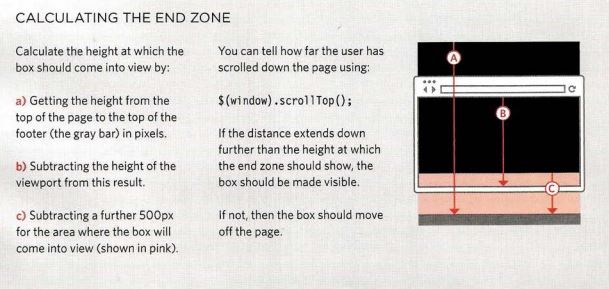 CALCULATING THE END ZONE
Calculate the height at which the
box should come into view by:
a) Getting the height from the
top of the page to the top of the
footer (the gray bar) in pixels.
b) Subtracting the height of the
viewport from this result.
c) Subtracting a further 500px
for the area where the box will
come into view (shown in pink).
You can tell how far the user has
scrolled down the page using:
$(window).scrollTop();
If the distance extends down
further than the height at which
the end zone should show, the
box should be made visible.
If not, then the box should move
off the page.
A
B
C